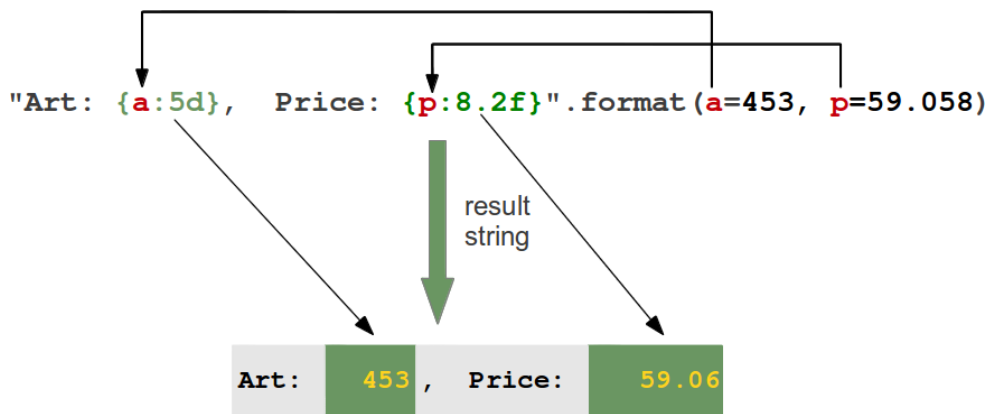 "Art: {a:5d},  Price: {p:8.2f}".format(a=453, p=59.058)
result
string
Art:   453,  Price:    59.06